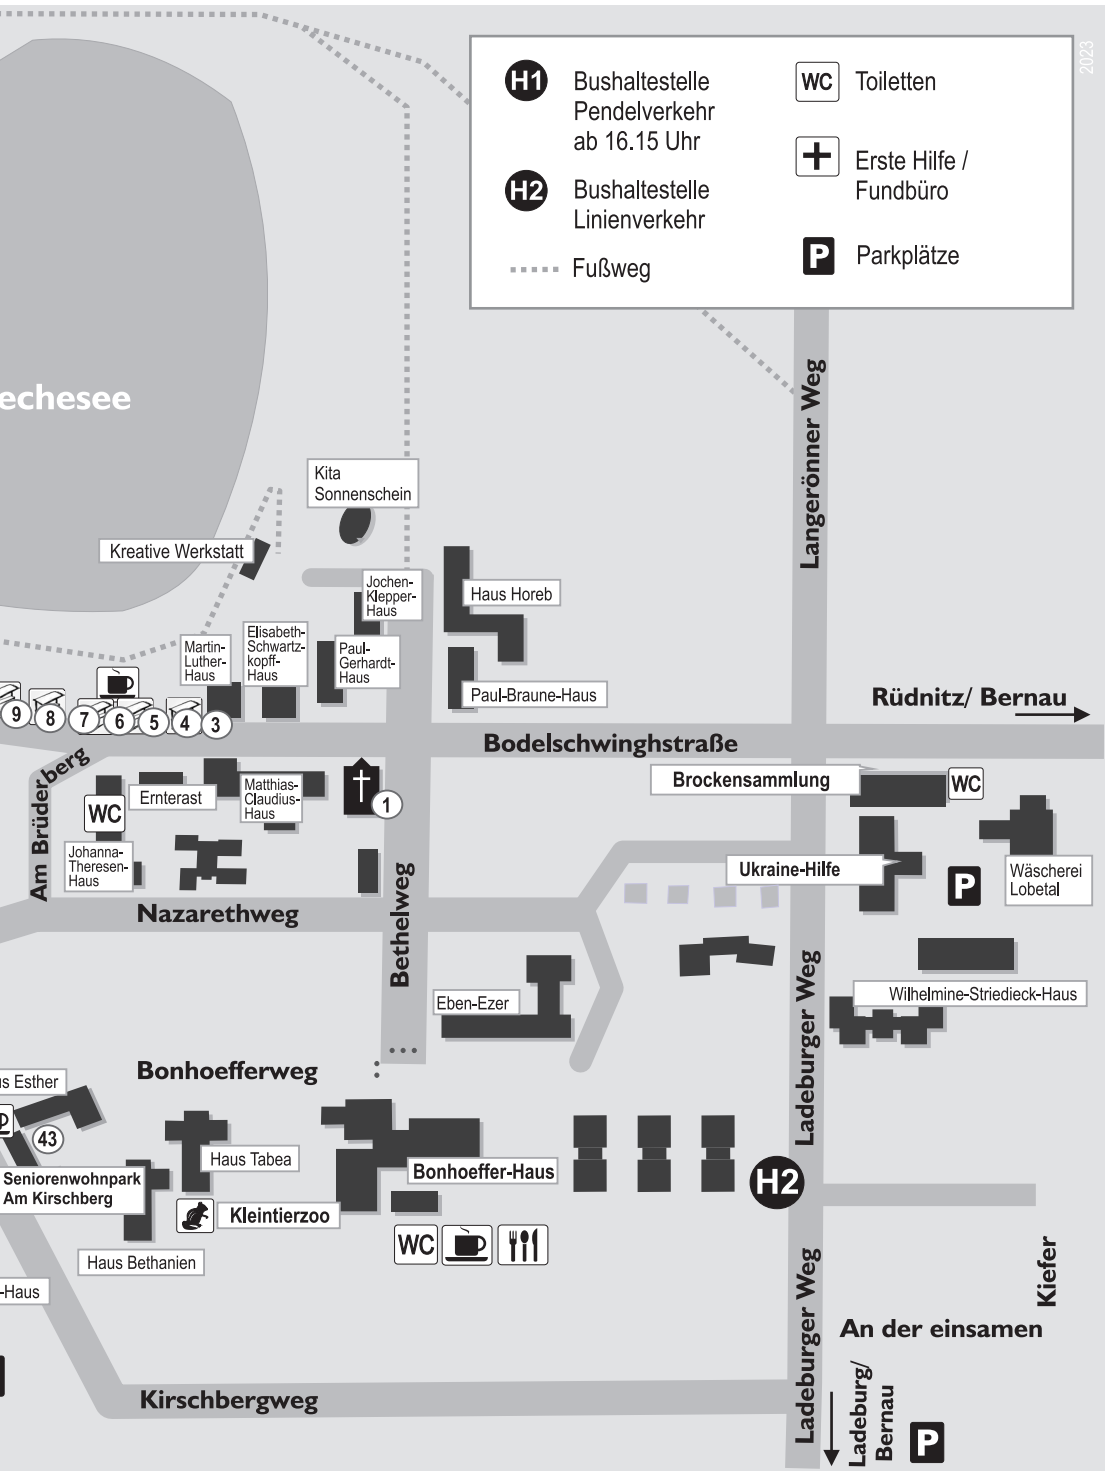 2023
H1 Bushaltestelle
Pendelverkehr
ab 16.15 Uhr
H2 Bushaltestelle
Linienverkehr
Fußweg
WC Toiletten
Erste Hilfe /
Fundbüro
P Parkplätze
echesee
Langerönner Weg
Kita
Sonnenschein
Kreative Werkstatt
Jochen-
Klepper-
Haus
Haus Horeb
Martin-
Luther-
Haus
Elisabeth-
Schwartz-
kopff-
Haus
Paul-
Gerhardt-
Haus
Paul-Braune-Haus
Rüdnitz/ Bernau
9 8 7 6 5 4 3
Bodelschwinghstraße
Am Brüderberg
WC
Ernterast
Matthias-
Claudius-
Haus
1
Johanna-
Theresen-
Haus
Brockensammlung
WC
Ukraine-Hilfe
P
Wäscherei
Lobetal
Nazarethweg
Bethelweg
Eben-Ezer
Ladeburger Weg
Wilhelmine-Striedieck-Haus
Bonhoefferweg
us Esther
43
Seniorenwohnpark
Am Kirschberg
Haus Tabea
Kleintierzoo
Haus Bethanien
Bonhoeffer-Haus
WC
H2
-Haus
Ladeburger Weg
Kiefer
An der einsamen
Kirschbergweg
Ladeburg/
Bernau
P